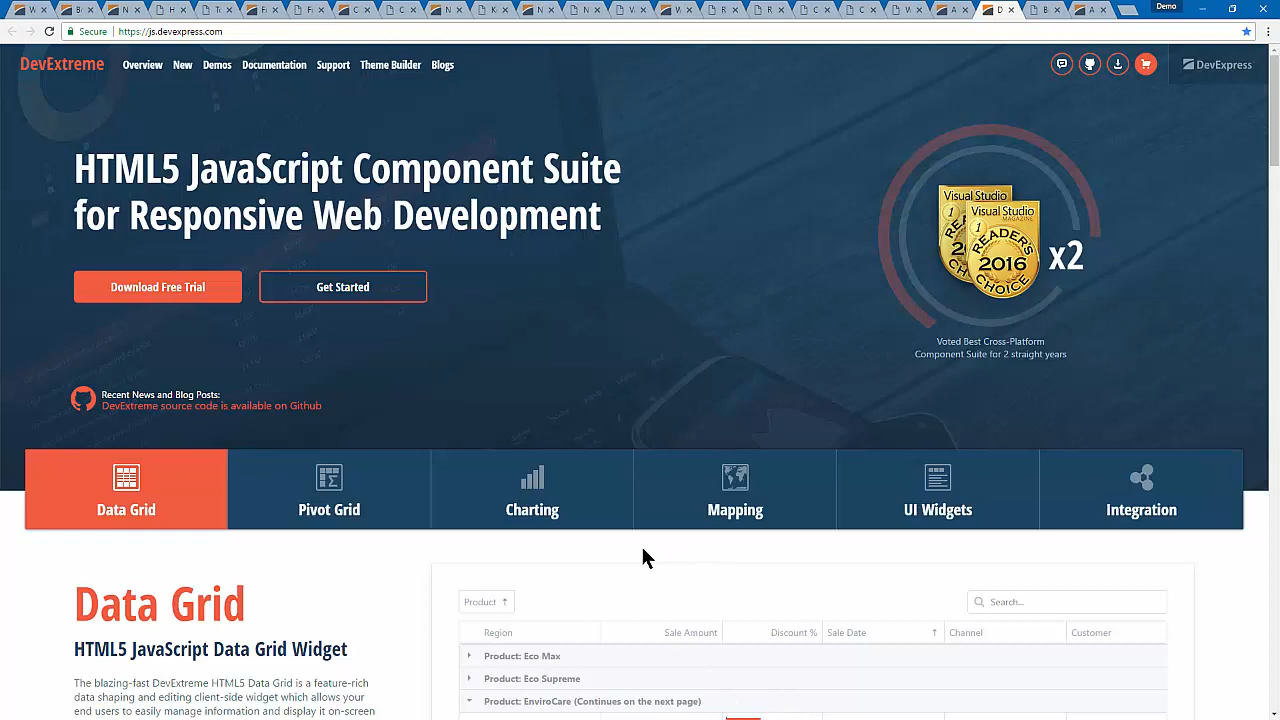 Demo
Secure
https://js.devexpress.com
DevExtreme
Overview
New
Demos
Documentation
Support
Theme Builder
Blogs
DevExpress
HTML5 JavaScript Component Suite
for Responsive Web Development
Download Free Trial
Get Started
Visual Studio
Visual Studio
MAGAZINE
1
1
READER'S
2016
CHOICE
x2
Voted Best Cross-Platform
Component Suite for 2 straight years
Recent News and Blog Posts:
DevExtreme source code is available on Github
Data Grid
Pivot Grid
Charting
Mapping
UI Widgets
Integration
Data Grid
HTML5 JavaScript Data Grid Widget
The blazing-fast DevExtreme HTML5 Data Grid is a feature-rich
data shaping and editing client-side widget which allows your
end users to easily manage information and display it on-screen
Product
Search...
Region
Sale Amount
Discount %
Sale Date
Channel
Customer
Product: Eco Max
Product: Eco Supreme
Product: EnviroCare (Continues on the next page)